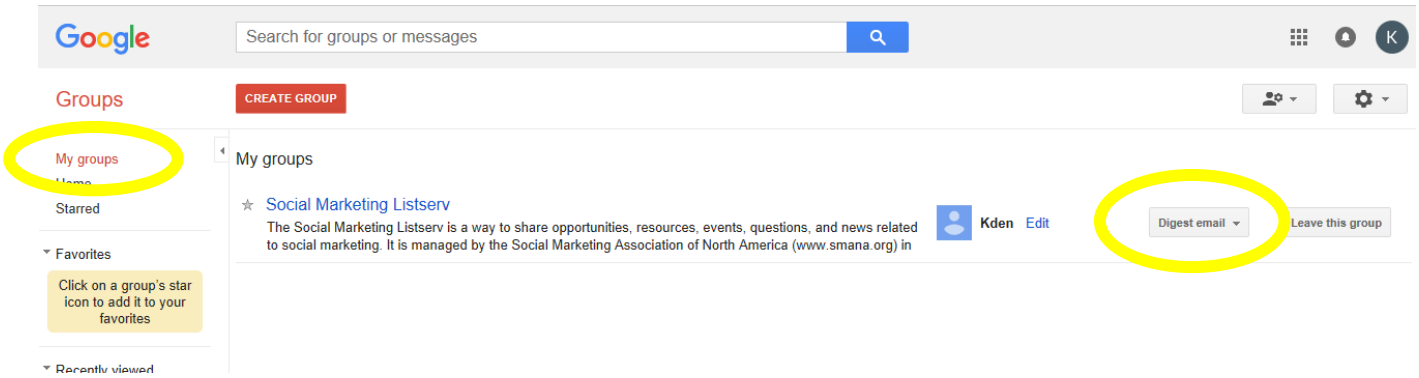 Google
Search for groups or messages
K
Groups
CREATE GROUP
My groups
Home
Starred
Favorites
Click on a group's star
icon to add it to your
favorites
Recently viewed
My groups
Social Marketing Listserv
The Social Marketing Listserv is a way to share opportunities, resources, events, questions, and news related
to social marketing. It is managed by the Social Marketing Association of North America (www.smana.org) in
Kden Edit
Digest email
Leave this group